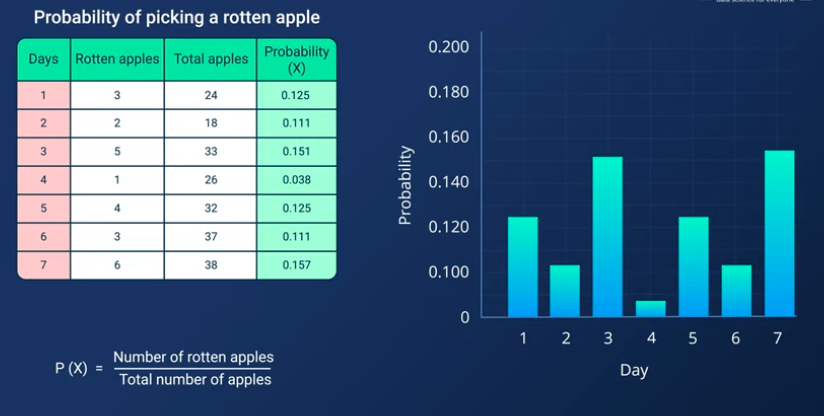 Probability of picking a rotten apple
Days Rotten apples Total apples Probability
(X)
1 3 24 0.125
2 2 18 0.111
3 5 33 0.151
4 1 26 0.038
5 4 32 0.125
6 3 37 0.111
7 6 38 0.157
P (X) = Number of rotten apples
Total number of apples
0.200
0.180
0.160
0.140
0.120
0.100
0
Probability
1 2 3 4 5 6 7
Day